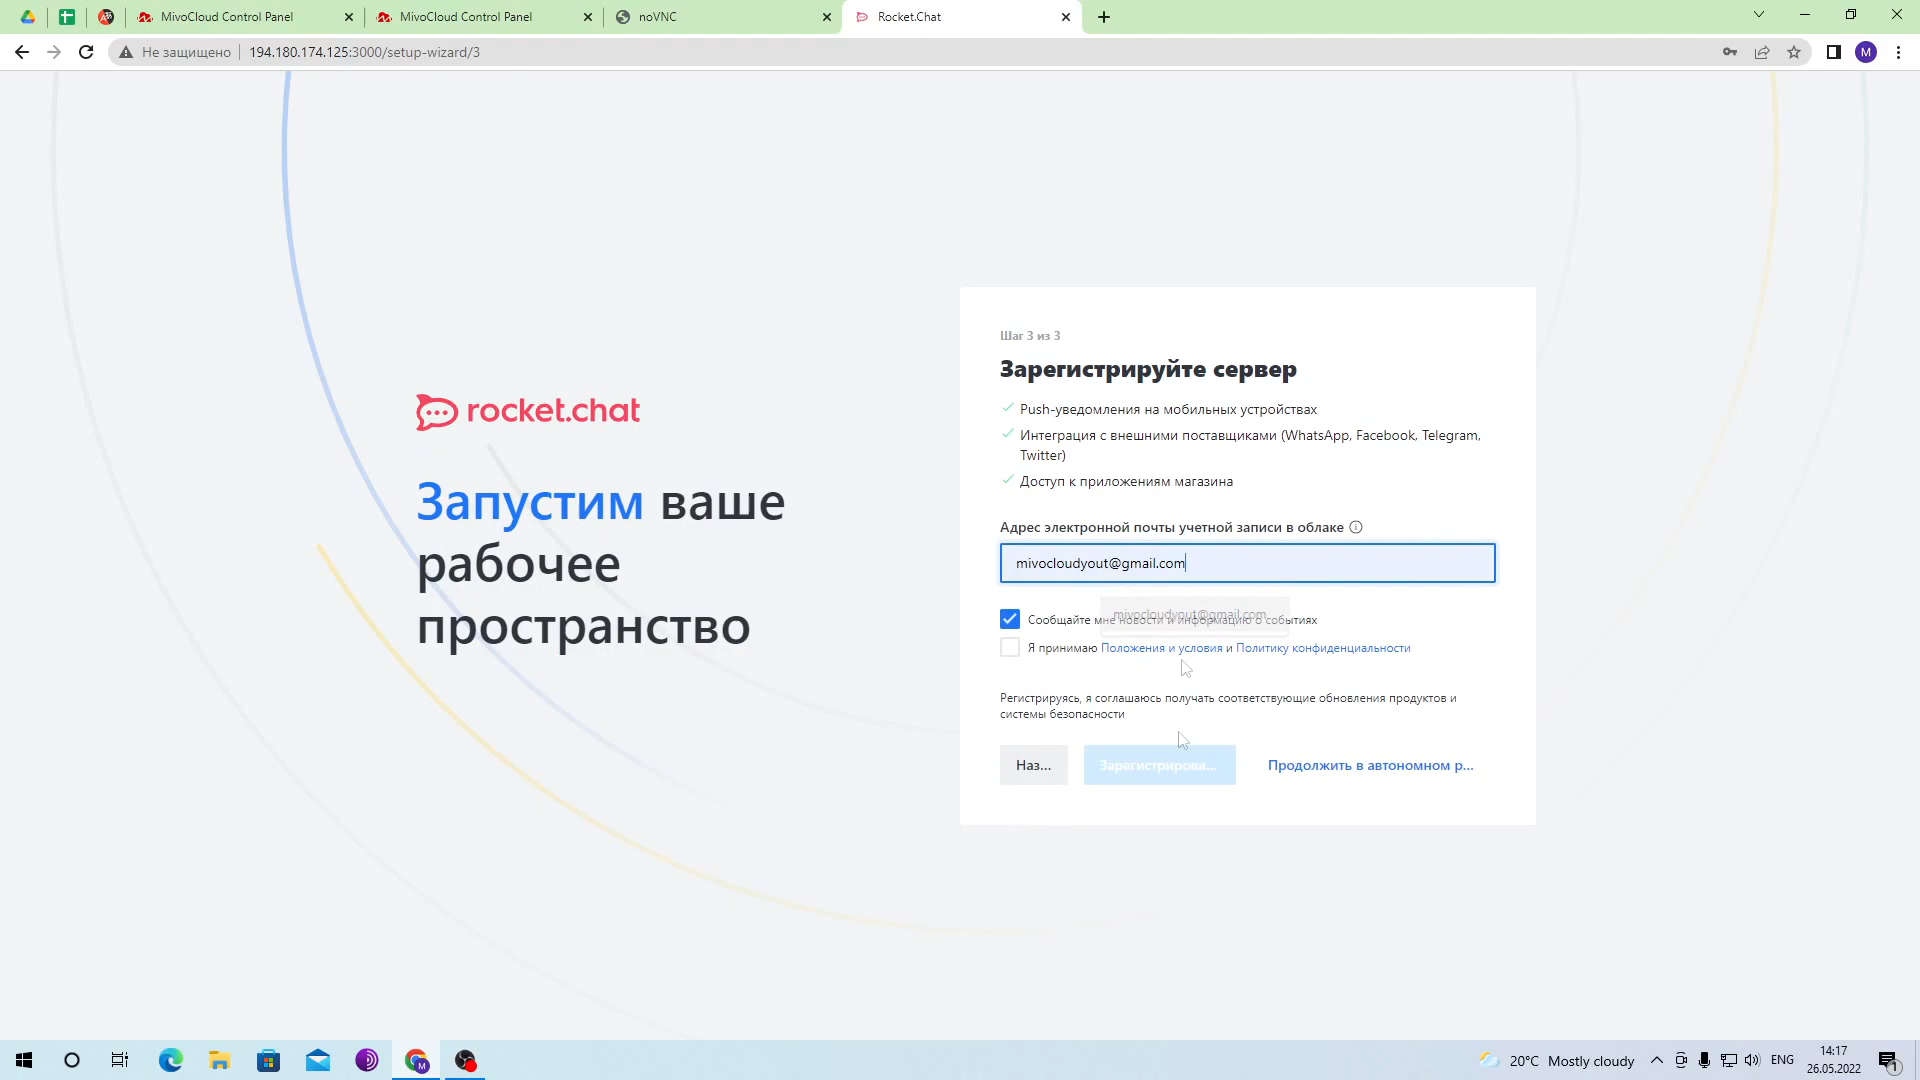 MivoCloud Control Panel
MivoCloud Control Panel
noVNC
Rocket.Chat
Не защищено
194.180.174.125:3000/setup-wizard/3
M
rocket.chat
Запустим ваше
рабочее
пространство
Шаг 3 из 3
Зарегистрируйте сервер
Push-уведомления на мобильных устройствах
Интеграция с внешними поставщиками (WhatsApp, Facebook, Telegram,
Twitter)
Доступ к приложениям магазина
Адрес электронной почты учетной записи в облаке
mivocloudyout@gmail.com
mivocloudyout@gmail.com
Сообщайте мне новости и информацию о событиях
Я принимаю Положения и условия и Политику конфиденциальности
Регистрируясь, я соглашаюсь получать соответствующие обновления продуктов и
системы безопасности
Наз...
Зарегистрирова...
Продолжить в автономном р...
M
20°C Mostly cloudy
ENG
14:17
26.05.2022
1